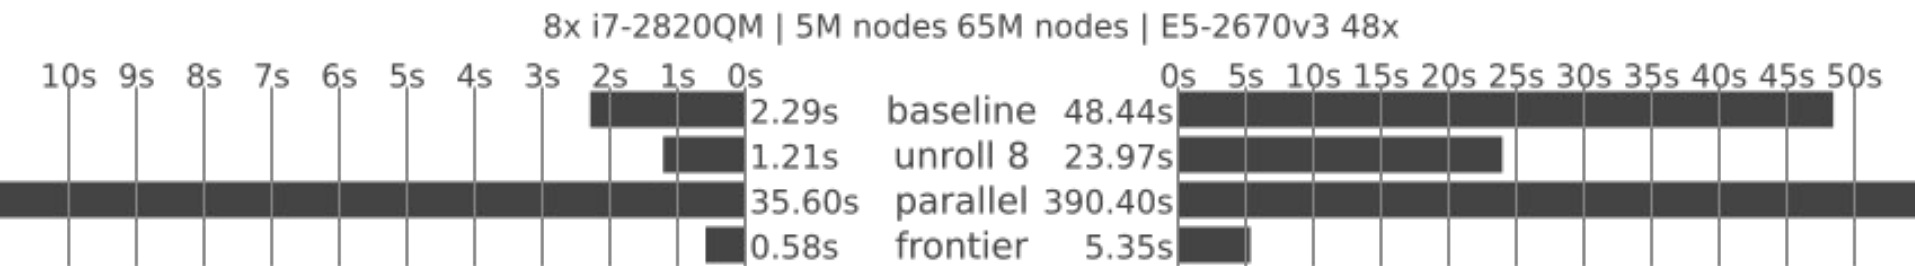 8x i7-2820QM | 5M nodes 65M nodes | E5-2670v3 48x
10s 9s 8s 7s 6s 5s 4s 3s 2s 1s 0s 0s 5s 10s 15s 20s 25s 30s 35s 40s 45s 50s
2.29s baseline 48.44s
1.21s unroll 8 23.97s
35.60s parallel 390.40s
0.58s frontier 5.35s